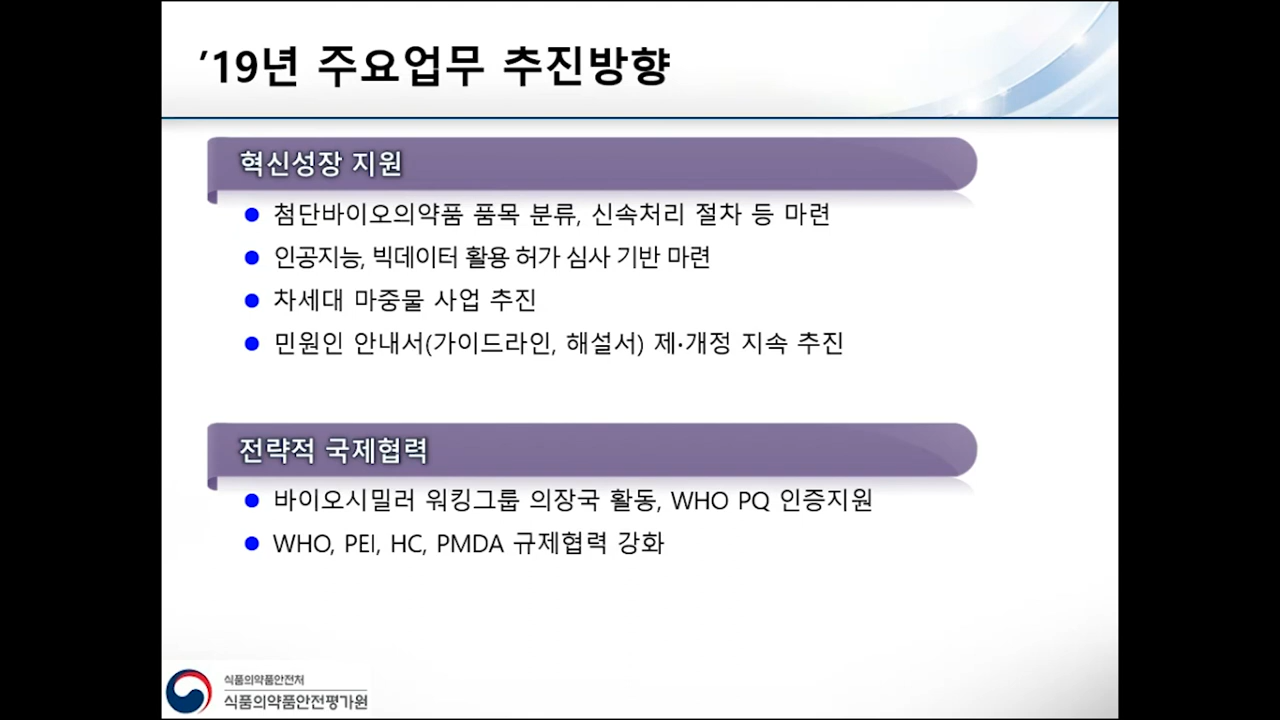 ’19년 주요업무 추진방향
혁신성장 지원
● 첨단바이오의약품 품목 분류, 신속처리 절차 등 마련
● 인공지능, 빅데이터 활용 허가 심사 기반 마련
● 차세대 마중물 사업 추진
● 민원인 안내서(가이드라인, 해설서) 제·개정 지속 추진
전략적 국제협력
● 바이오시밀러 워킹그룹 의장국 활동, WHO PQ 인증지원
● WHO, PEI, HC, PMDA 규제협력 강화
식품의약품안전처
식품의약품안전평가원